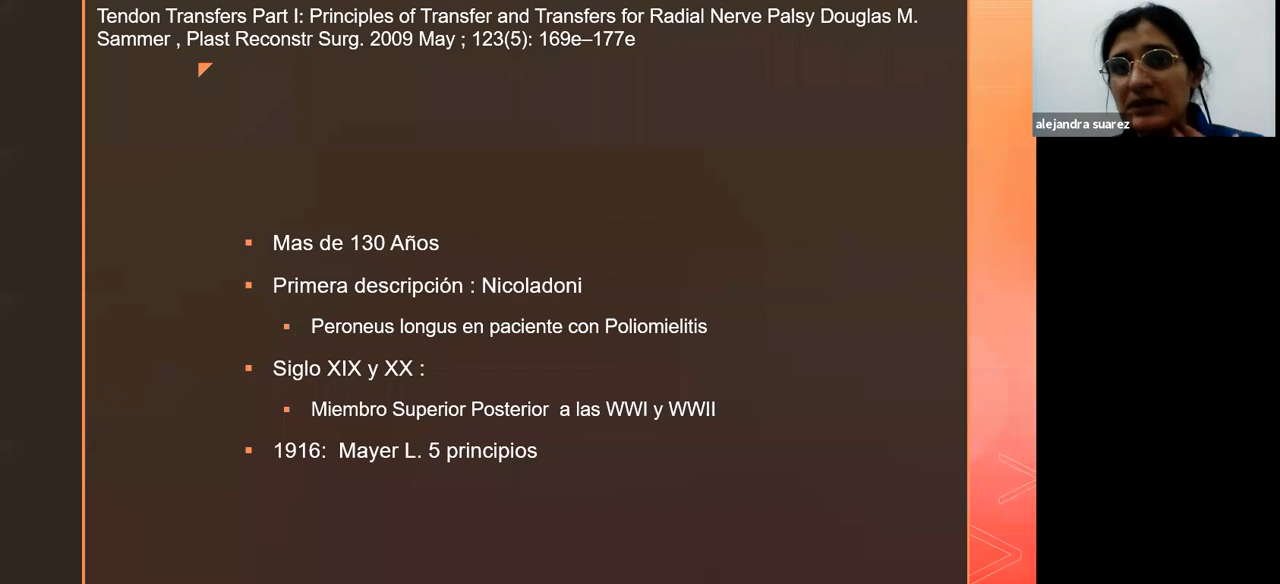 Tendon Transfers Part I: Principles of Transfer and Transfers for Radial Nerve Palsy Douglas M.
Sammer , Plast Reconstr Surg. 2009 May ; 123(5): 169e–177e
alejandra suarez
Mas de 130 Años
Primera descripción : Nicoladoni
Peroneus longus en paciente con Poliomielitis
Siglo XIX y XX :
Miembro Superior Posterior a las WWI y WWII
1916: Mayer L. 5 principios